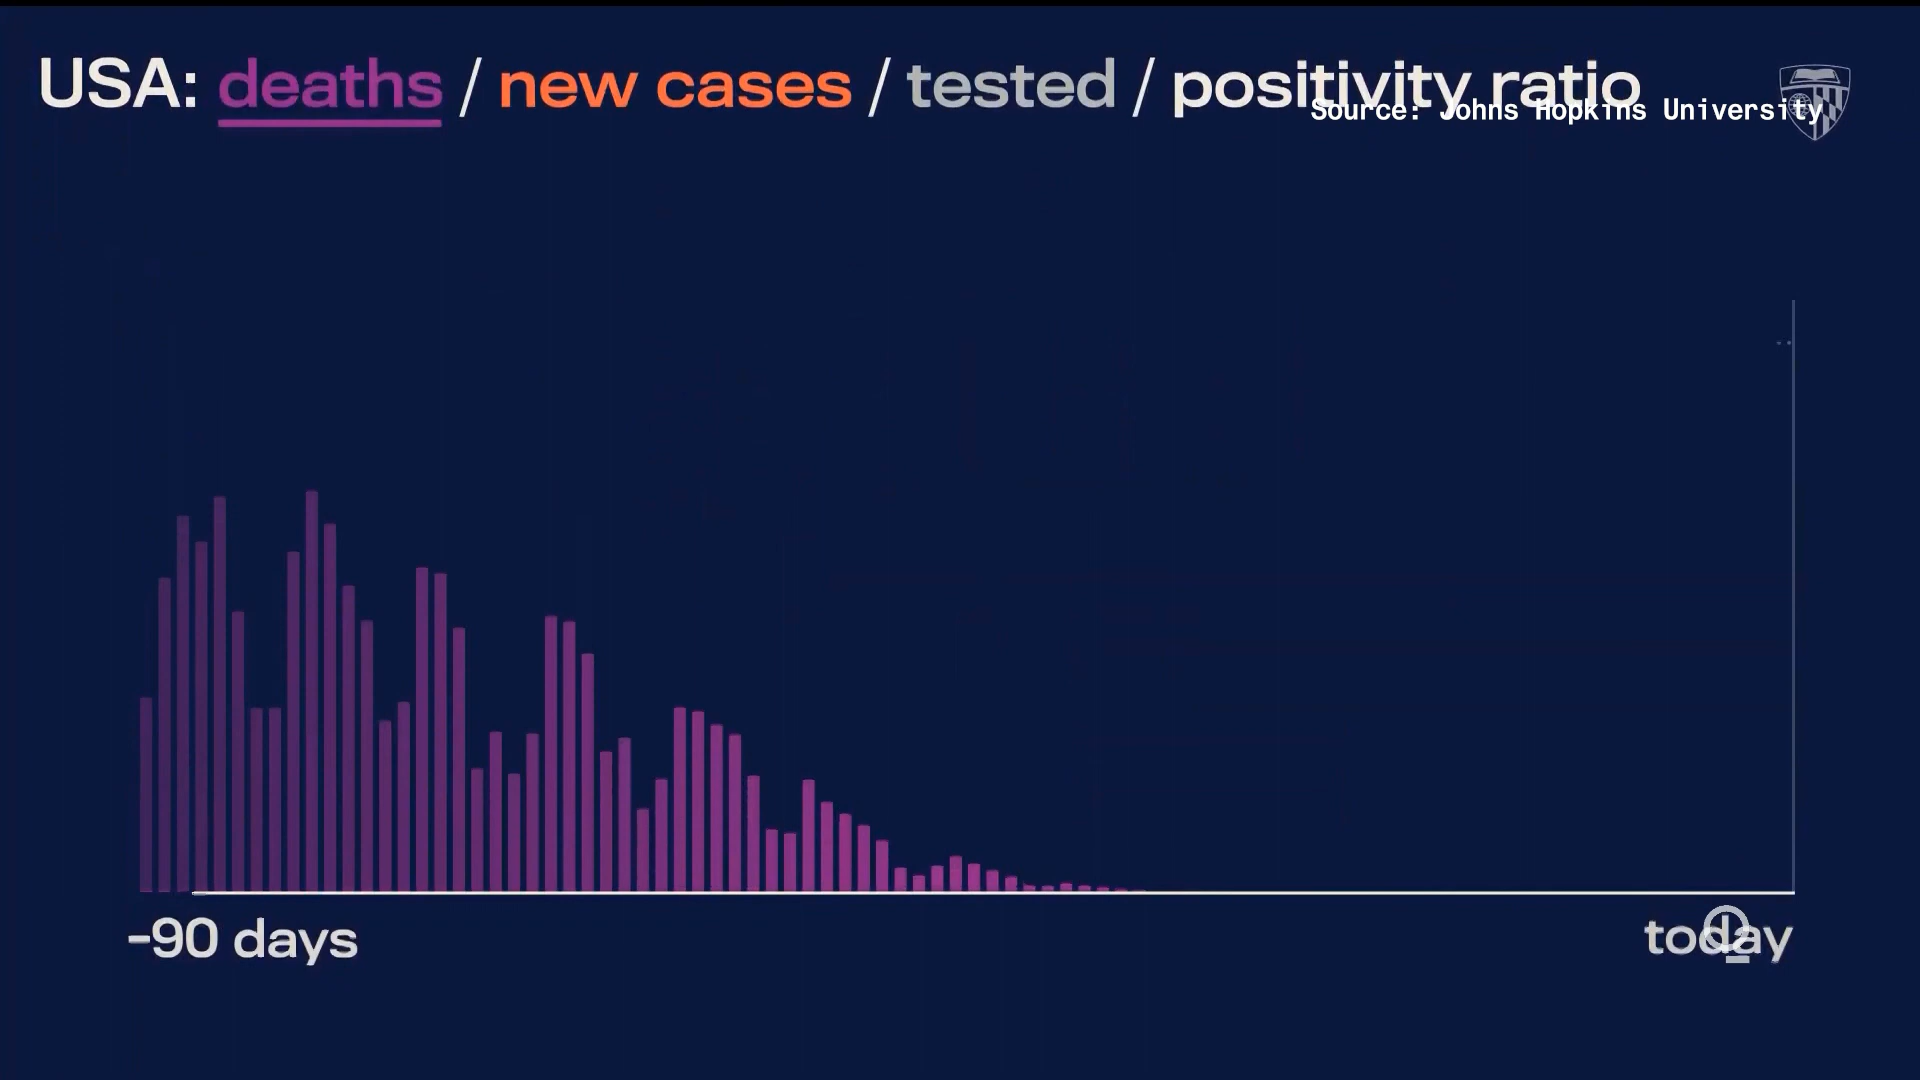 USA: deaths / new cases / tested / positivity ratio
Source: Johns Hopkins University
-90 days
today